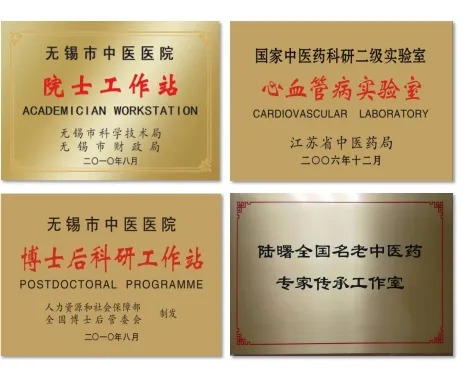 无锡市中医医院
院士工作站
ACADEMICIAN WORKSTATION
无锡市科学技术局
无锡市财政局
二〇一〇年八月
国家中医药科研二级实验室
心血管病实验室
CARDIOVASCULAR LABORATORY
江苏省中医药局
二〇〇六年十二月
无锡市中医医院
博士后科研工作站
POSTDOCTORAL PROGRAMME
人力资源和社会保障部
全国博士后管委会
制发
二〇一〇年八月
陆曙全国名老中医药
专家传承工作室